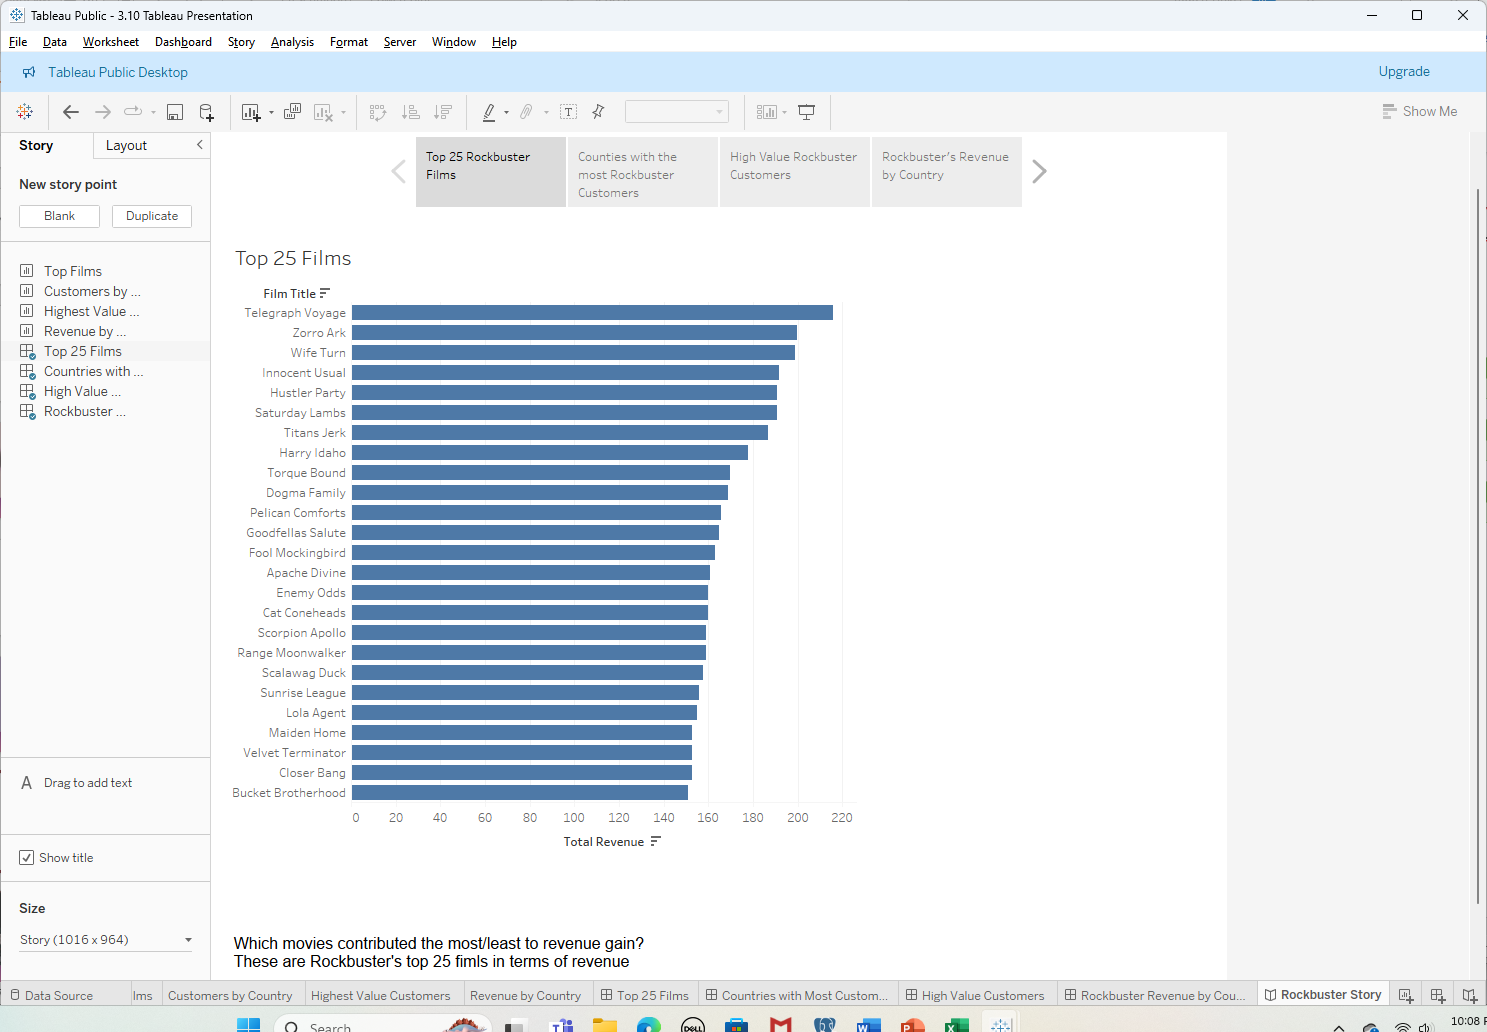 Tableau Public - 3.10 Tableau Presentation
File Data Worksheet Dashboard Story Analysis Format Server Window Help
Tableau Public Desktop
Upgrade
Show Me
Story
Layout
New story point
Blank
Duplicate
Top Films
Customers by ...
Highest Value ...
Revenue by ...
Top 25 Films
Countries with ...
High Value ...
Rockbuster ...
A Drag to add text
Show title
Size
Story (1016 x 964)
Top 25 Rockbuster
Films
Counties with the
most Rockbuster
Customers
High Value Rockbuster
Customers
Rockbuster's Revenue
by Country
Top 25 Films
Film Title
Telegraph Voyage
Zorro Ark
Wife Turn
Innocent Usual
Hustler Party
Saturday Lambs
Titans Jerk
Harry Idaho
Torque Bound
Dogma Family
Pelican Comforts
Goodfellas Salute
Fool Mockingbird
Apache Divine
Enemy Odds
Cat Coneheads
Scorpion Apollo
Range Moonwalker
Scalawag Duck
Sunrise League
Lola Agent
Maiden Home
Velvet Terminator
Closer Bang
Bucket Brotherhood
0 20 40 60 80 100 120 140 160 180 200 220
Total Revenue
Which movies contributed the most/least to revenue gain?
These are Rockbuster's top 25 fimls in terms of revenue
Data Source
lms
Customers by Country
Highest Value Customers
Revenue by Country
Top 25 Films
Countries with Most Custom...
High Value Customers
Rockbuster Revenue by Cou...
Rockbuster Story
Search
DELL
10:08